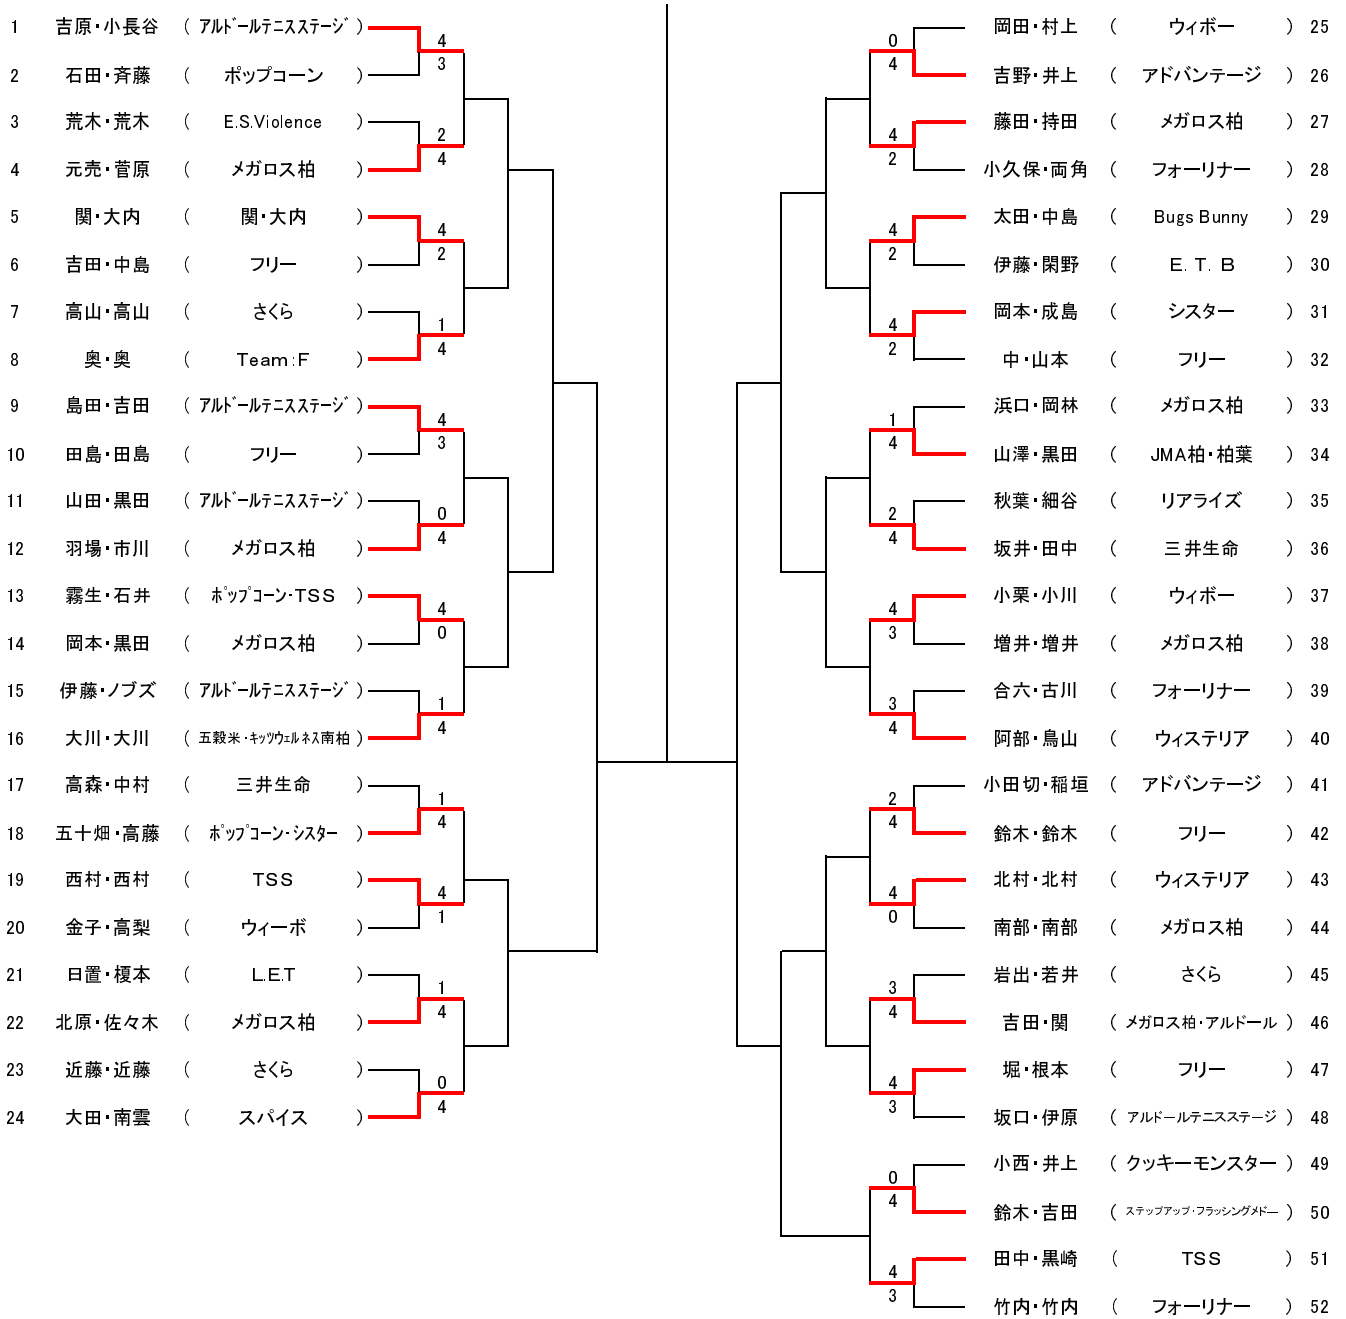 1 吉原・小長谷 ( アルドールテニスステージ )
4
3
2 石田・斉藤 ( ポップコーン )
3 荒木・荒木 ( E.S.Violence )
2
4
4 元売・菅原 ( メガロス柏 )
5 関・大内 ( 関・大内 )
4
2
6 吉田・中島 ( フリー )
7 高山・高山 ( さくら )
1
4
8 奥・奥 ( Team:F )
9 島田・吉田 ( アルドールテニスステージ )
4
3
10 田島・田島 ( フリー )
11 山田・黒田 ( アルドールテニスステージ )
0
4
12 羽場・市川 ( メガロス柏 )
13 霧生・石井 ( ポップコーン・TSS )
4
0
14 岡本・黒田 ( メガロス柏 )
15 伊藤・ノブズ ( アルドールテニスステージ )
1
4
16 大川・大川 ( 五穀米・キッツウェルネス南柏 )
17 高森・中村 ( 三井生命 )
1
4
18 五十畑・高藤 ( ポップコーン・シスター )
19 西村・西村 ( TSS )
4
1
20 金子・高梨 ( ウィーボ )
21 日置・榎本 ( L.E.T )
1
4
22 北原・佐々木 ( メガロス柏 )
23 近藤・近藤 ( さくら )
0
4
24 大田・南雲 ( スパイス )
岡田・村上 ( ウィボー ) 25
0
4
吉野・井上 ( アドバンテージ ) 26
藤田・持田 ( メガロス柏 ) 27
4
2
小久保・両角 ( フォーリナー ) 28
太田・中島 ( Bugs Bunny ) 29
4
2
伊藤・閑野 ( E. T. B ) 30
岡本・成島 ( シスター ) 31
4
2
中・山本 ( フリー ) 32
浜口・岡林 ( メガロス柏 ) 33
1
4
山澤・黒田 ( JMA柏・柏葉 ) 34
秋葉・細谷 ( リアライズ ) 35
2
4
坂井・田中 ( 三井生命 ) 36
小栗・小川 ( ウィボー ) 37
4
3
増井・増井 ( メガロス柏 ) 38
合六・古川 ( フォーリナー ) 39
3
4
阿部・鳥山 ( ウィステリア ) 40
小田切・稲垣 ( アドバンテージ ) 41
2
4
鈴木・鈴木 ( フリー ) 42
北村・北村 ( ウィステリア ) 43
4
0
南部・南部 ( メガロス柏 ) 44
岩出・若井 ( さくら ) 45
3
4
吉田・関 ( メガロス柏・アルドール ) 46
堀・根本 ( フリー ) 47
4
3
坂口・伊原 ( アルドールテニスステージ ) 48
小西・井上 ( クッキーモンスター ) 49
0
4
鈴木・吉田 ( ステップアップ・フラッシングメドー ) 50
田中・黒崎 ( TSS ) 51
4
3
竹内・竹内 ( フォーリナー ) 52